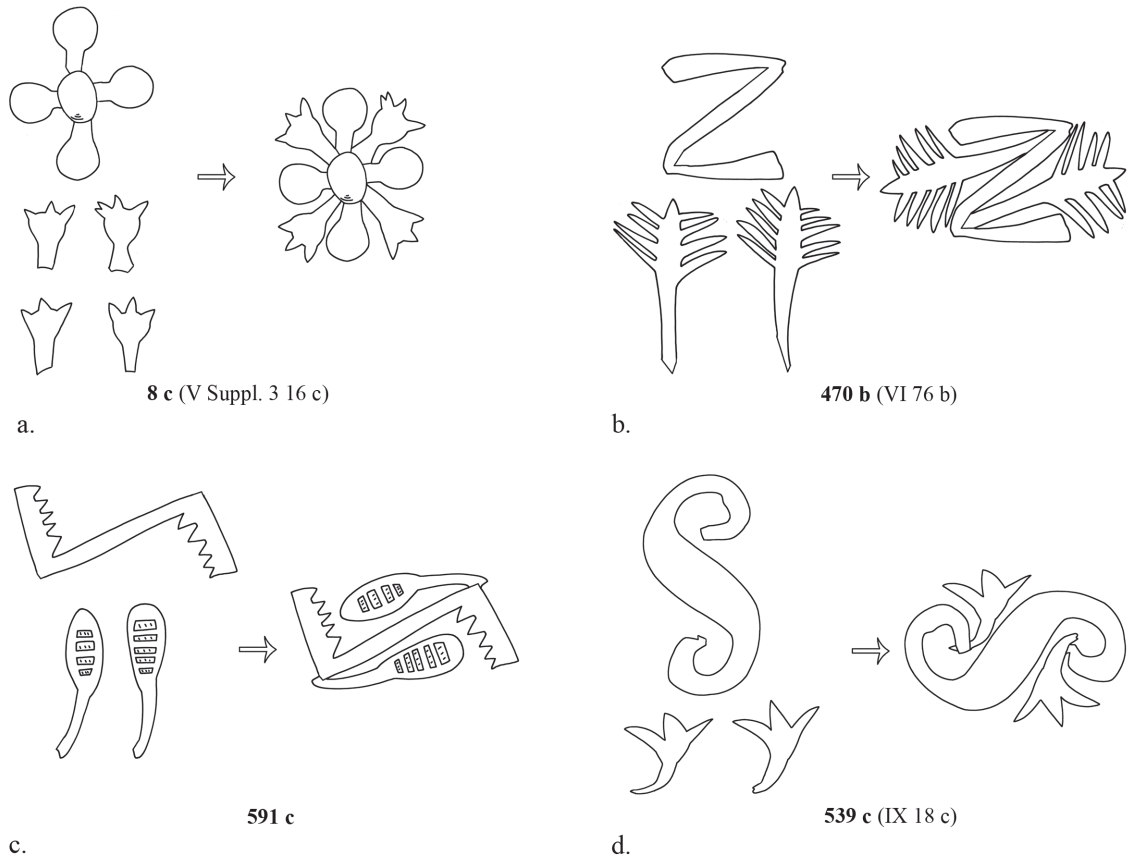 8 c (V Suppl. 3 16 c)
a.
470 b (VI 76 b)
b.
591 c
c.
539 c (IX 18 c)
d.